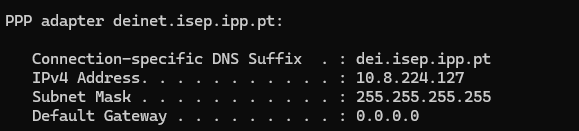 PPP adapter deinet.isep.ipp.pt:
Connection-specific DNS Suffix  . : dei.isep.ipp.pt
IPv4 Address. . . . . . . . . . . : 10.8.224.127
Subnet Mask . . . . . . . . . . . : 255.255.255.255
Default Gateway . . . . . . . . . : 0.0.0.0